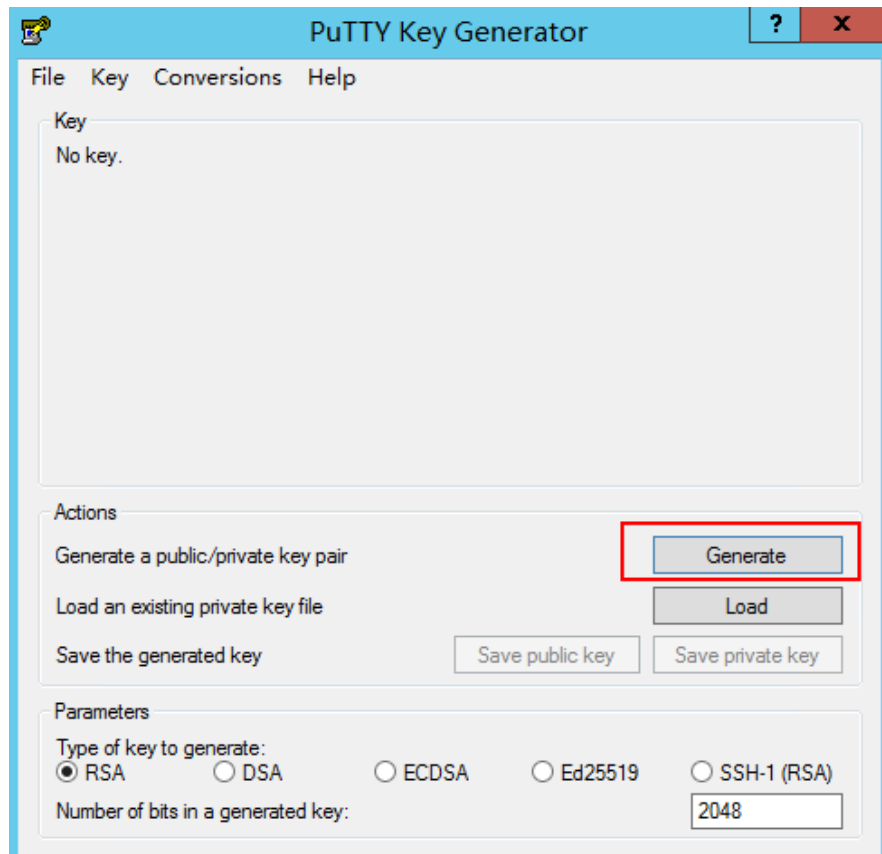 PuTTY Key Generator
? x
File Key Conversions Help
Key
No key.
Actions
Generate a public/private key pair
Generate
Load an existing private key file
Load
Save the generated key
Save public key
Save private key
Parameters
Type of key to generate:
RSA DSA ECDSA Ed25519 SSH-1 (RSA)
Number of bits in a generated key:
2048